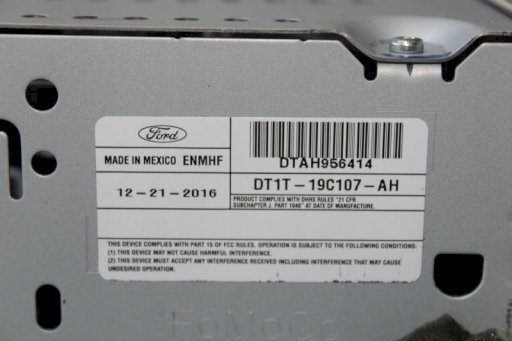 Ford
MADE IN MEXICO ENMHF
DTAH956414
12-21-2016
DT1T-19C107-AH
PRODUCT COMPLIES WITH DHHS RULES "21 CFR
SUBCHAPTER J, PART 1040" AT DATE OF MANUFACTURE.
THIS DEVICE COMPLIES WITH PART 15 OF FCC RULES. OPERATION IS SUBJECT TO THE FOLLOWING CONDITIONS:
(1) THIS DEVICE MAY NOT CAUSE HARMFUL INTERFERENCE.
(2) THIS DEVICE MUST ACCEPT ANY INTERFERENCE RECEIVED INCLUDING INTERFERENCE THAT MAY CAUSE
UNDESIRED OPERATION.
FoMoCo